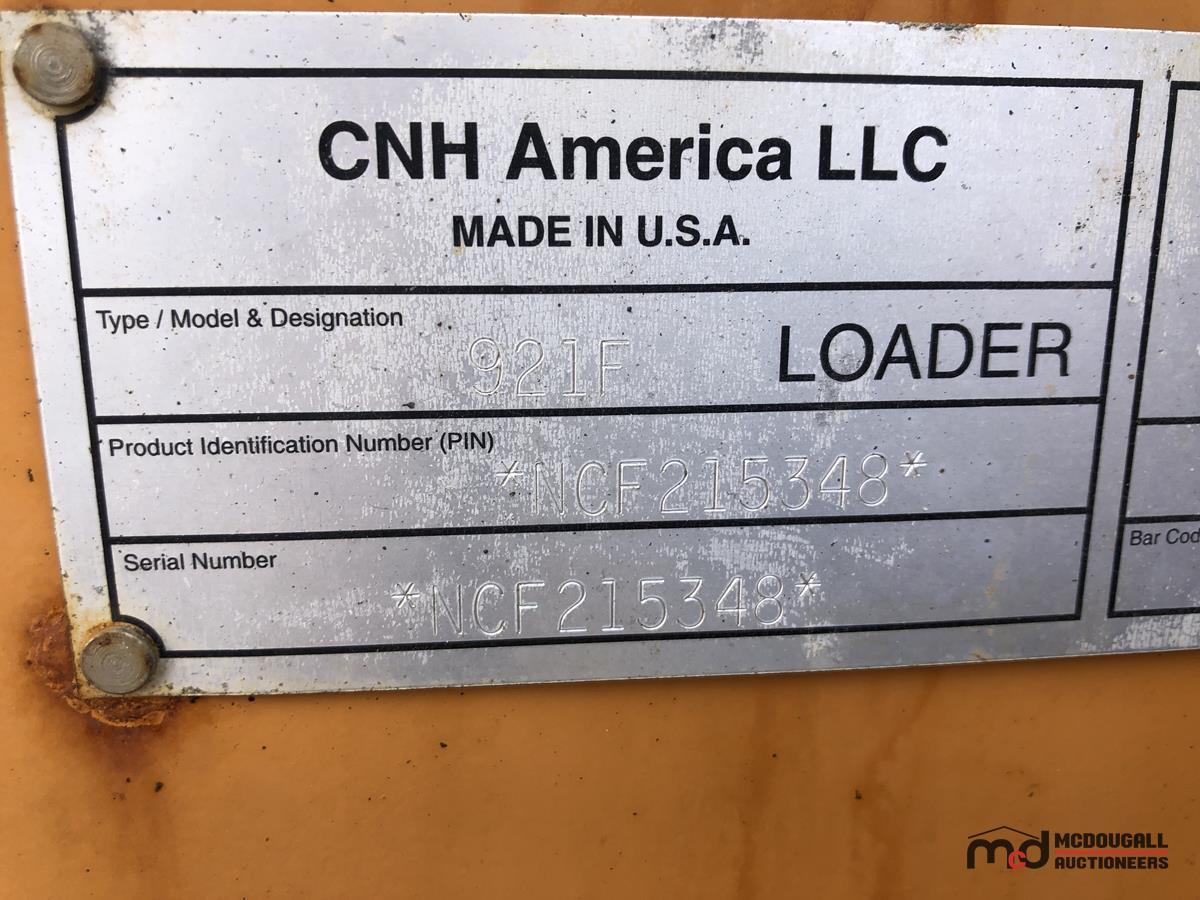 CNH America LLC
MADE IN U.S.A.
Type / Model & Designation
921F LOADER
Product Identification Number (PIN)
*NCF215348*
Serial Number
*NCF215348*
Bar Cod
mcd MCDOUGALL
AUCTIONEERS